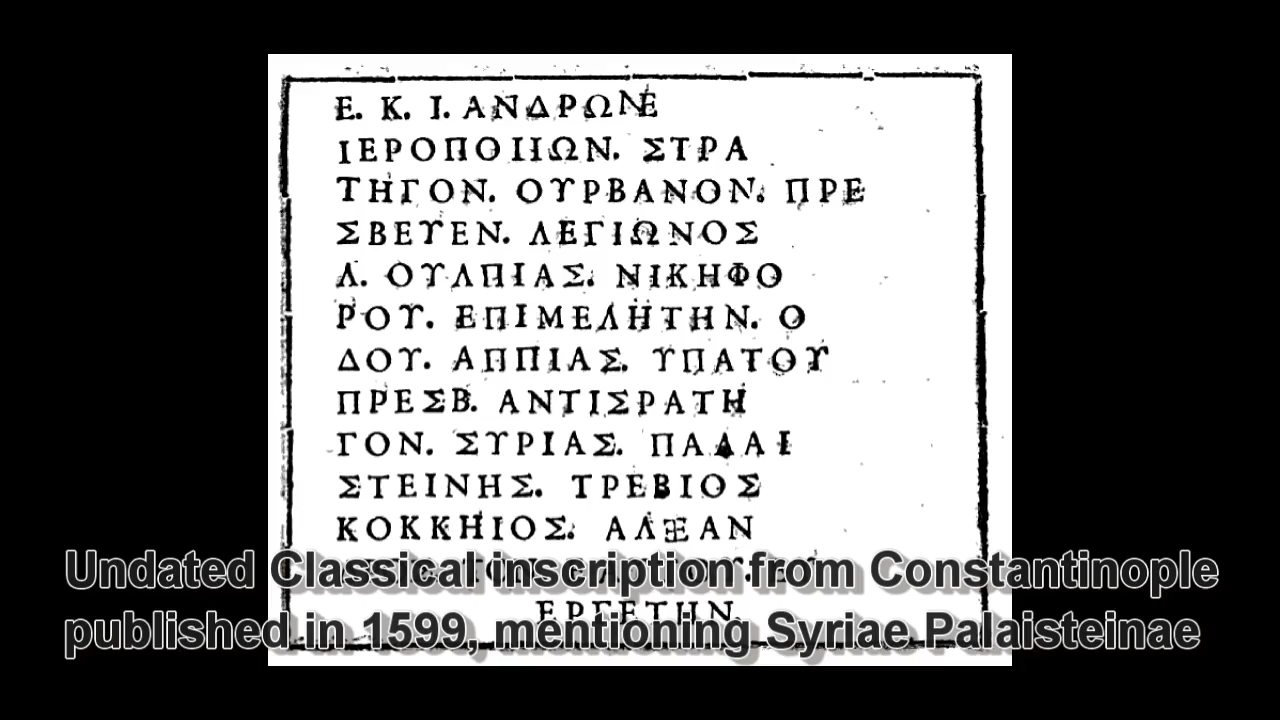 Ε. Κ. Ι. ΑΝΔΡΩΝΕ
ΙΕΡΟΠΟΙΙΩΝ. ΣΤΡΑ
ΤΗΓΟΝ. ΟΥΡΒΑΝΟΝ. ΠΡΕ
ΣΒΕΥΕΝ. ΛΕΓΙΩΝΟΣ
Λ. ΟΥΛΠΙΑΣ. ΝΙΚΗΦΟ
ΡΟΥ. ΕΠΙΜΕΛΗΤΗΝ. Ο
ΔΟΥ. ΑΠΠΙΑΣ. ΥΠΑΤΟΥ
ΠΡΕΣΒ. ΑΝΤΙΣΡΑΤΗ
ΓΟΝ. ΣΥΡΙΑΣ. ΠΑΛΑΙ
ΣΤΕΙΝΗΣ. ΤΡΕΒΙΟΣ
ΚΟΚΚΗΙΟΣ. ΑΛΞΑΝ
ΕΡΓΕΤΗΝ.
Undated Classical inscription from Constantinople
published in 1599, mentioning Syriae Palaisteinae